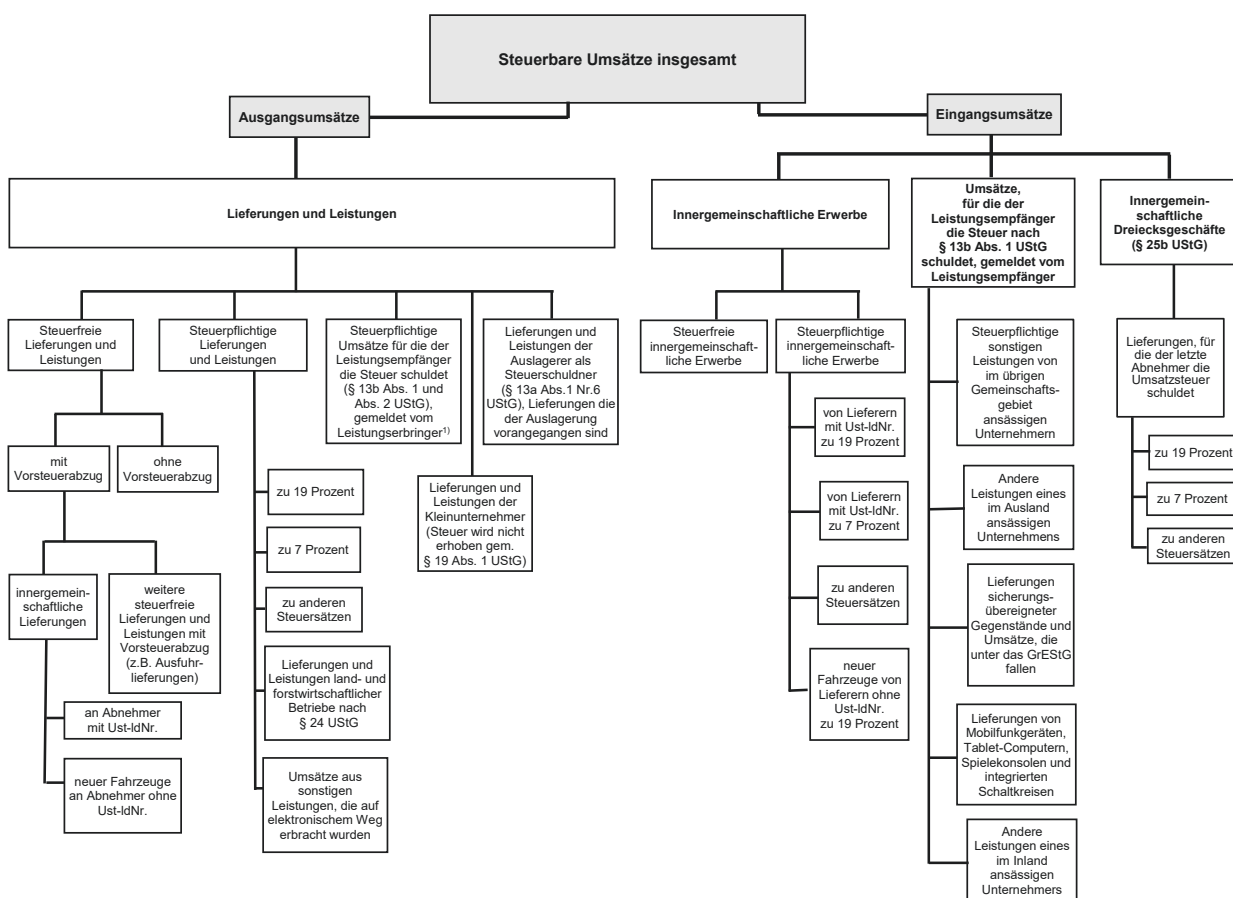 Steuerbare Umsätze insgesamt
Ausgangsumsätze
Eingangsumsätze
Lieferungen und Leistungen
Innergemeinschaftliche Erwerbe
Umsätze,
für die der
Leistungsempfänger
die Steuer nach
§ 13b Abs. 1 UStG
schuldet, gemeldet vom
Leistungsempfänger
Innergemein-
schaftliche
Dreiecksgeschäfte
(§ 25b UStG)
Steuerfreie
Lieferungen und
Leistungen
Steuerpflichtige
Lieferungen
und Leistungen
Steuerpflichtige
Umsätze für die der
Leistungsempfänger
die Steuer schuldet
(§ 13b Abs. 1 und
Abs. 2 UStG),
gemeldet vom
Leistungserbringer1)
Lieferungen und
Leistungen der
Auslagerer als
Steuerschuldner
(§ 13a Abs.1 Nr.6
UStG), Lieferungen die
der Auslagerung
vorangegangen sind
Steuerfreie
innergemeinschaft-
liche Erwerbe
Steuerpflichtige
innergemeinschaft-
liche Erwerbe
Steuerpflichtige
sonstigen
Leistungen von
im übrigen
Gemeinschafts-
gebiet
ansässigen
Unternehmern
Lieferungen, für
die der letzte
Abnehmer die
Umsatzsteuer
schuldet
mit
Vorsteuerabzug
ohne
Vorsteuerabzug
zu 19 Prozent
zu 7 Prozent
zu anderen
Steuersätzen
Lieferungen und
Leistungen land- und
forstwirtschaftlicher
Betriebe nach
§ 24 UStG
Umsätze aus
sonstigen
Leistungen, die auf
elektronischem Weg
erbracht wurden
Lieferungen und
Leistungen der
Kleinunternehmer
(Steuer wird nicht
erhoben gem.
§ 19 Abs. 1 UStG)
innergemein-
schaftliche
Lieferungen
weitere
steuerfreie
Lieferungen und
Leistungen mit
Vorsteuerabzug
(z.B. Ausfuhr-
lieferungen)
an Abnehmer
mit Ust-IdNr.
neuer Fahrzeuge
an Abnehmer ohne
Ust-IdNr.
von Lieferern
mit Ust-IdNr.
zu 19 Prozent
von Lieferern
mit Ust-IdNr.
zu 7 Prozent
zu anderen
Steuersätzen
neuer
Fahrzeuge von
Lieferern ohne
Ust-IdNr.
zu 19 Prozent
Andere
Leistungen eines
im Ausland
ansässigen
Unternehmens
Lieferungen
sicherungs-
übereigneter
Gegenstände und
Umsätze, die
unter das GrEStG
fallen
Lieferungen von
Mobilfunkgeräten,
Tablet-Computern,
Spielekonsolen und
integrierten
Schaltkreisen
Andere
Leistungen eines
im Inland
ansässigen
Unternehmers
zu 19 Prozent
zu 7 Prozent
zu anderen
Steuersätzen